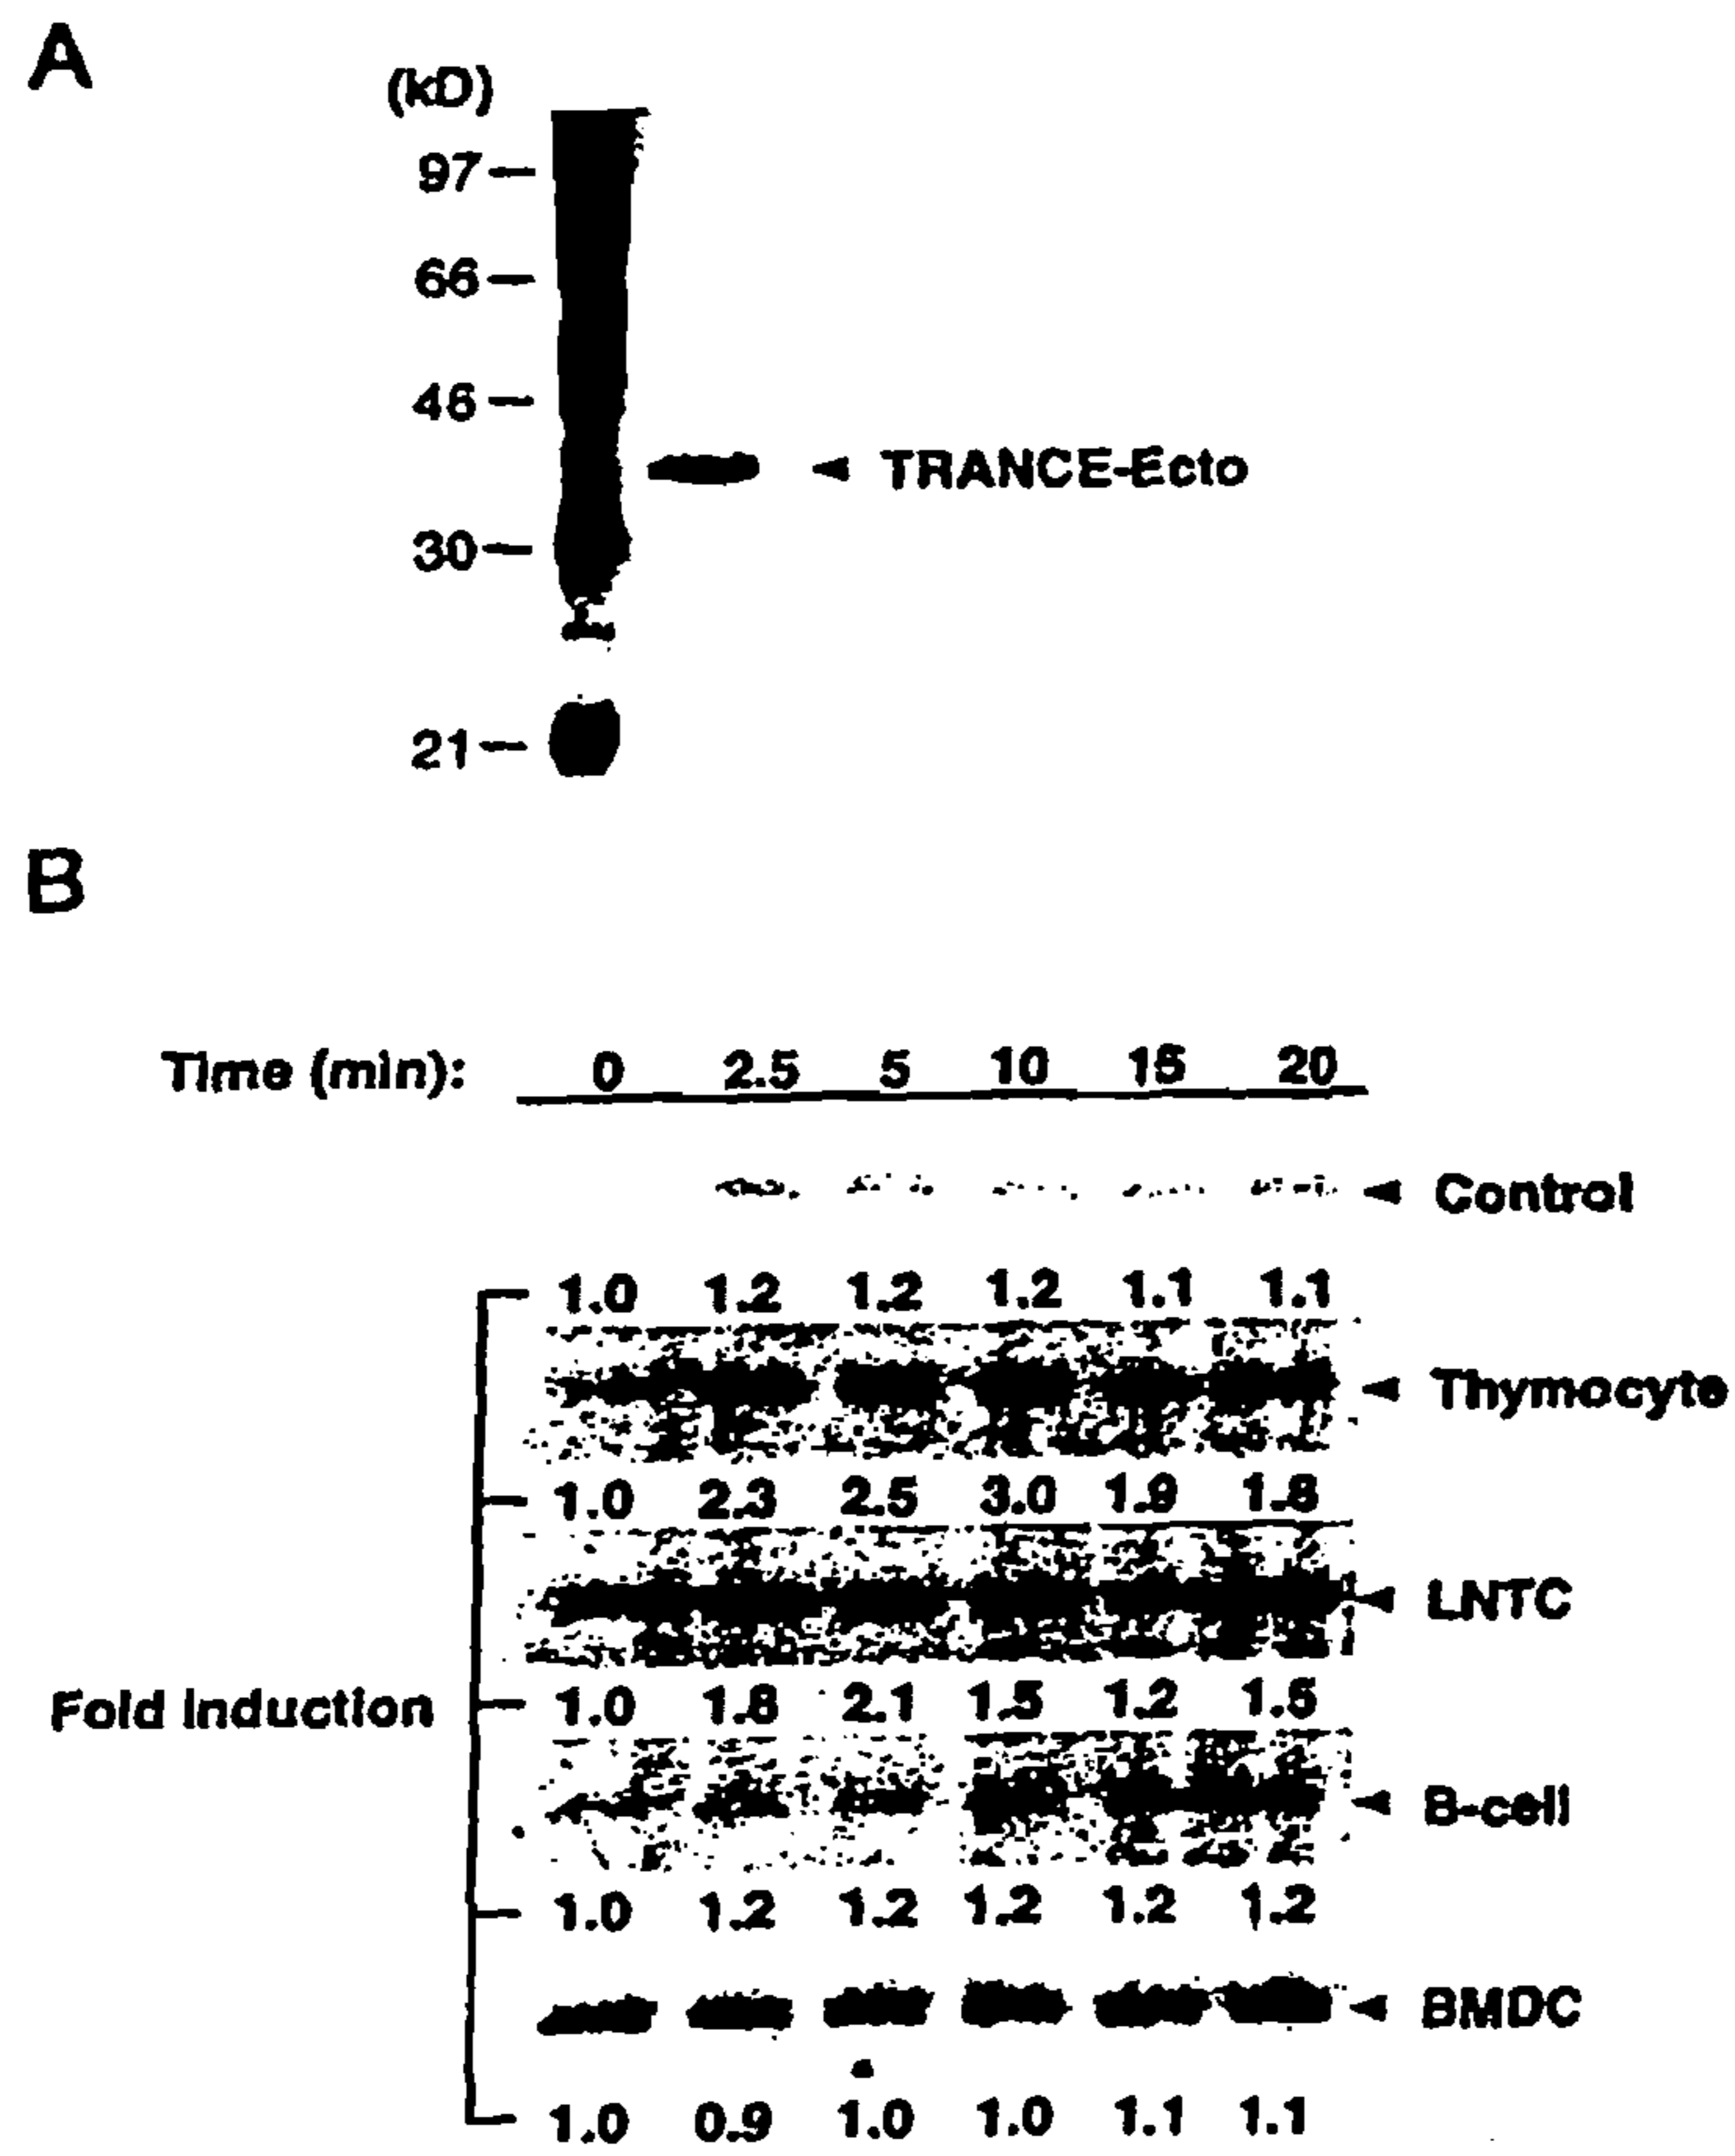 A
(kD)
97
66
46
TRANCE-Ecto
30
21
B
Time (min): 0 2.5 5 10 15 20
Control
1.0 1.2 1.2 1.2 1.1 1.1
Thymocyte
1.0 2.3 2.5 3.0 1.9 1.8
LNTC
Fold Induction 1.0 1.8 2.1 1.5 1.2 1.5
B-cell
1.0 1.2 1.2 1.2 1.2 1.2
BMDC
1.0 0.9 1.0 1.0 1.1 1.1